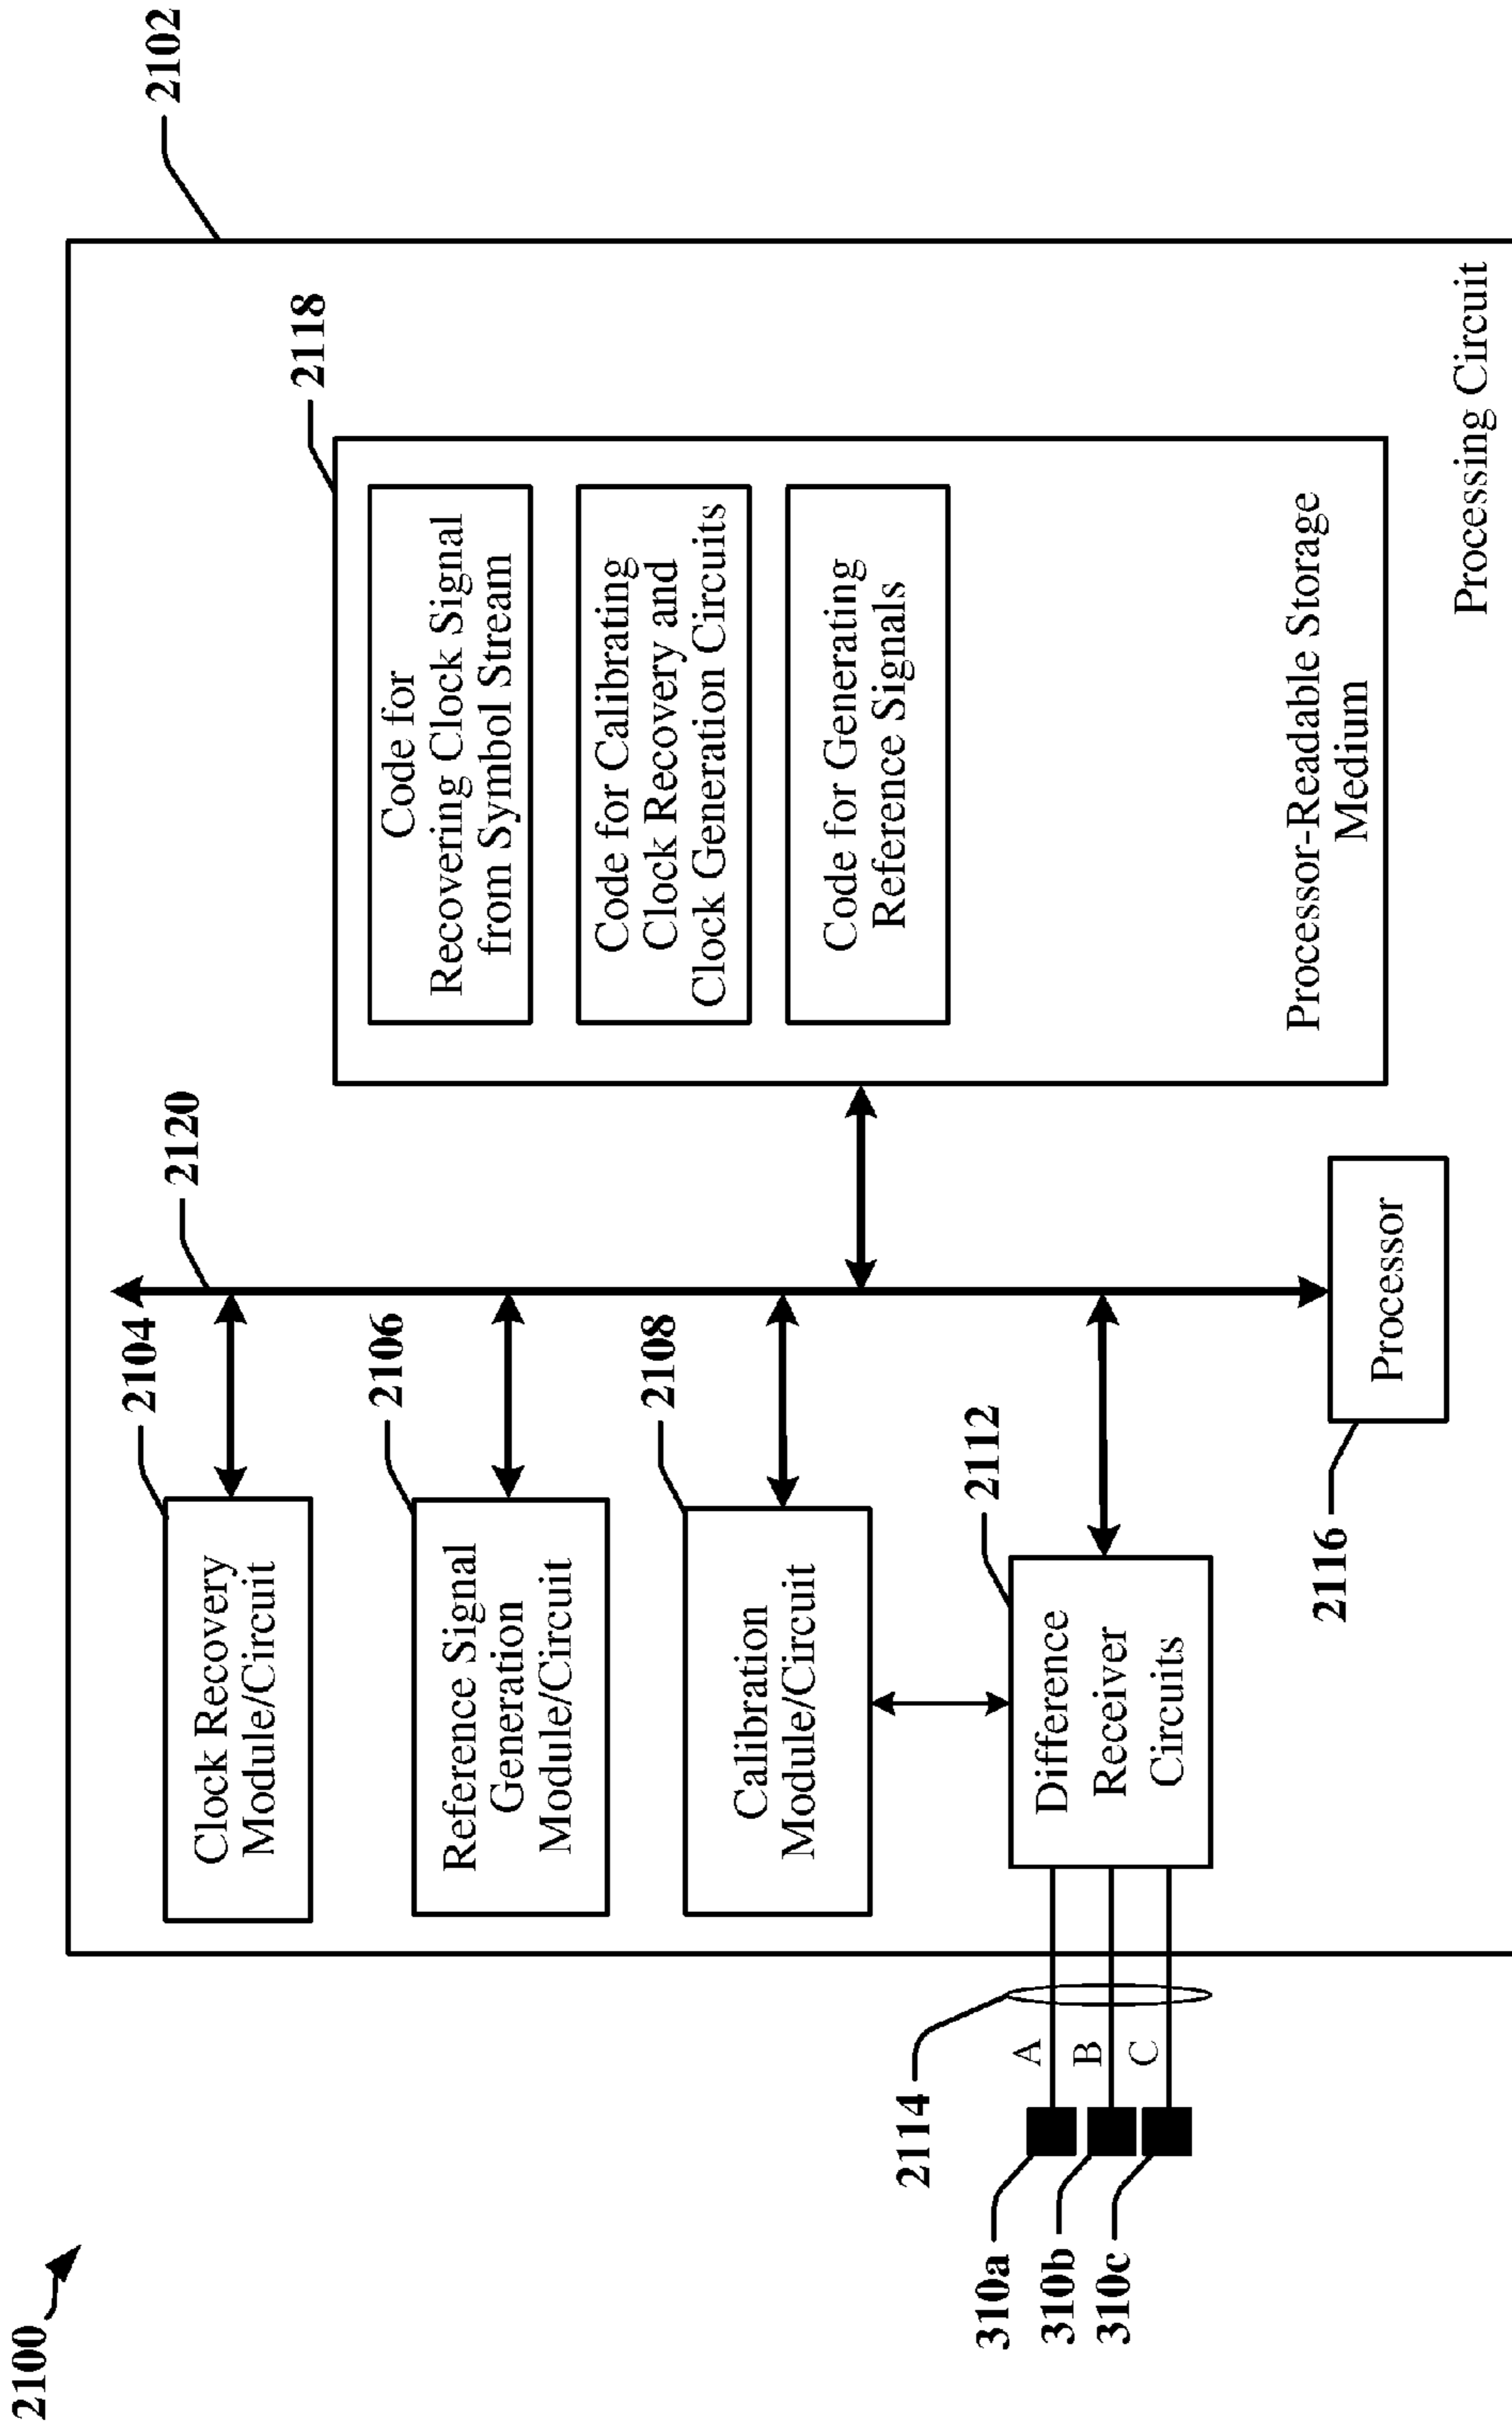 2100
2102
2104
Clock Recovery
Module/Circuit
2106
Reference Signal
Generation
Module/Circuit
2108
Calibration
Module/Circuit
2112
Difference
Receiver
Circuits
2114
A
B
C
310a
310b
310c
2120
2116
Processor
2118
Code for
Recovering Clock Signal
from Symbol Stream
Code for Calibrating
Clock Recovery and
Clock Generation Circuits
Code for Generating
Reference Signals
Processor-Readable Storage
Medium
Processing Circuit